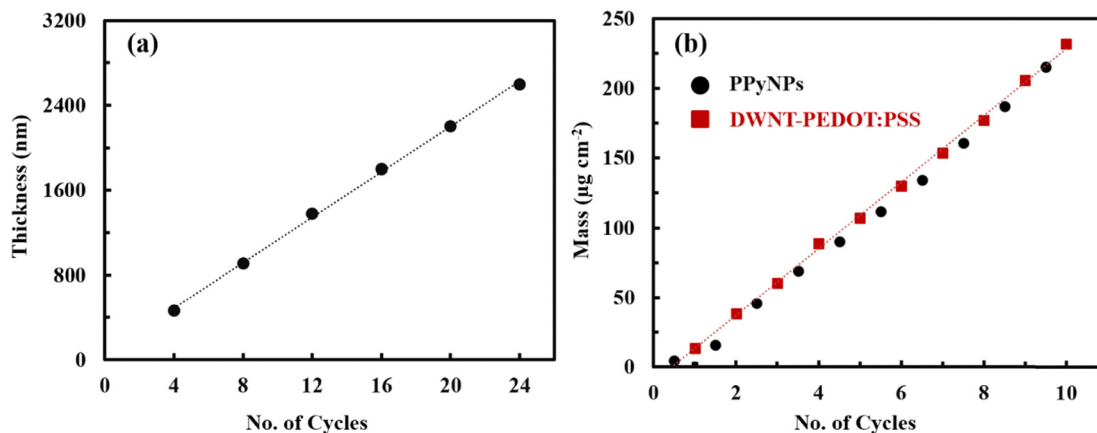 (a)
3200
2400
1600
800
0
Thickness (nm)
0 4 8 12 16 20 24
No. of Cycles
(b)
250
200
150
100
50
0
Mass (µg cm⁻²)
PPyNPs
DWNT-PEDOT:PSS
0 2 4 6 8 10
No. of Cycles